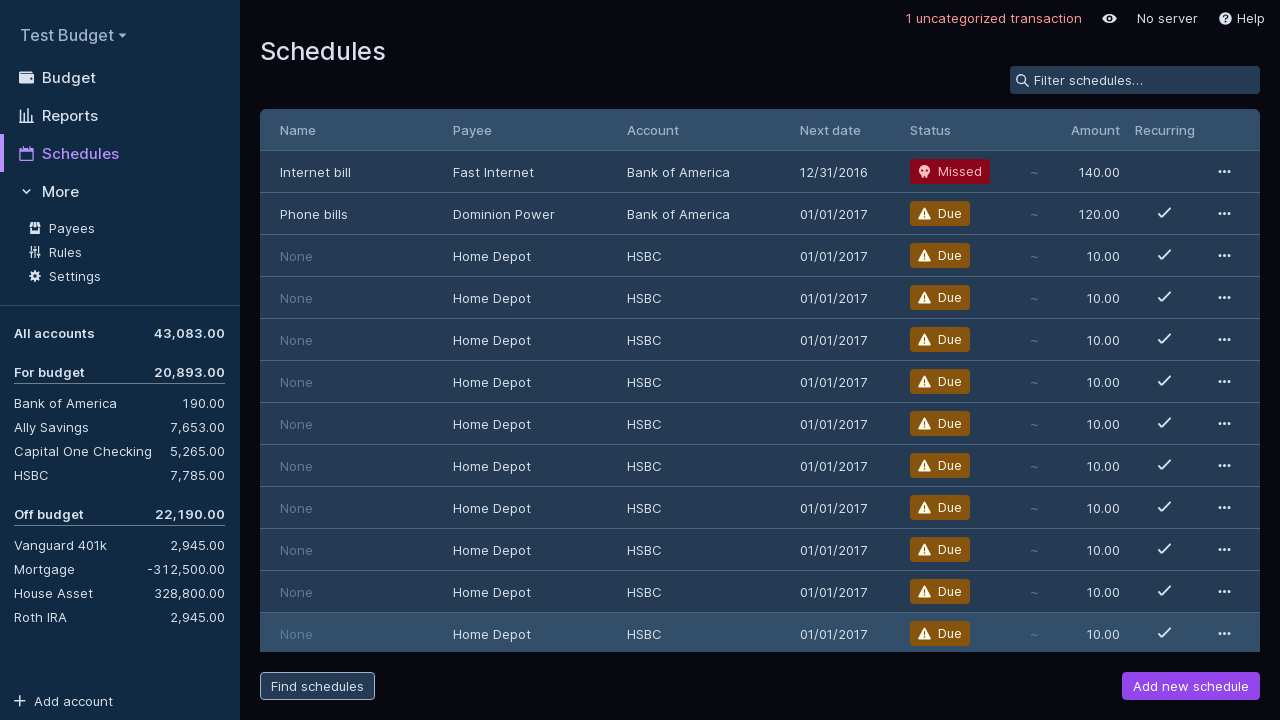 Test Budget
Budget
Reports
Schedules
More
Payees
Rules
Settings
All accounts 43,083.00
For budget 20,893.00
Bank of America 190.00
Ally Savings 7,653.00
Capital One Checking 5,265.00
HSBC 7,785.00
Off budget 22,190.00
Vanguard 401k 2,945.00
Mortgage -312,500.00
House Asset 328,800.00
Roth IRA 2,945.00
Add account
1 uncategorized transaction No server Help
Schedules
Filter schedules…
Name Payee Account Next date Status Amount Recurring
Internet bill Fast Internet Bank of America 12/31/2016 Missed ~ 140.00
Phone bills Dominion Power Bank of America 01/01/2017 Due ~ 120.00
None Home Depot HSBC 01/01/2017 Due ~ 10.00
None Home Depot HSBC 01/01/2017 Due ~ 10.00
None Home Depot HSBC 01/01/2017 Due ~ 10.00
None Home Depot HSBC 01/01/2017 Due ~ 10.00
None Home Depot HSBC 01/01/2017 Due ~ 10.00
None Home Depot HSBC 01/01/2017 Due ~ 10.00
None Home Depot HSBC 01/01/2017 Due ~ 10.00
None Home Depot HSBC 01/01/2017 Due ~ 10.00
None Home Depot HSBC 01/01/2017 Due ~ 10.00
None Home Depot HSBC 01/01/2017 Due ~ 10.00
Find schedules Add new schedule